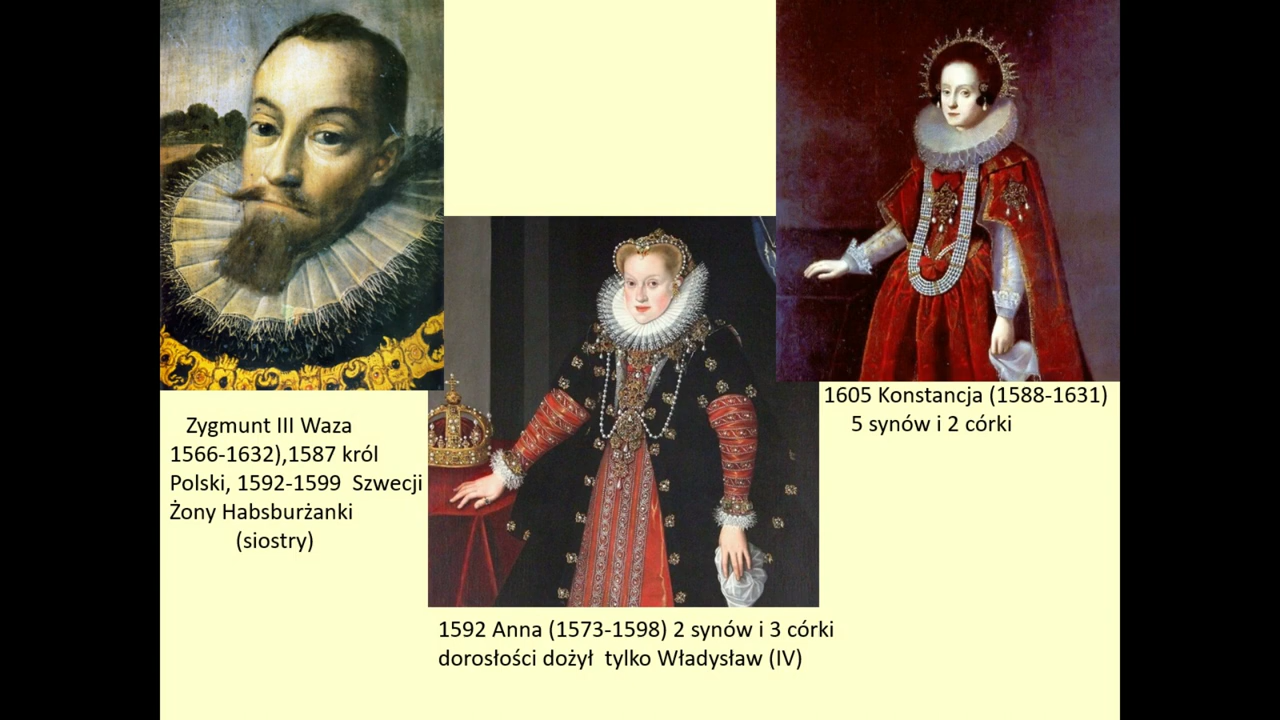 Zygmunt III Waza
1566-1632),1587 król
Polski, 1592-1599 Szwecji
Żony Habsburżanki
(siostry)
1592 Anna (1573-1598) 2 synów i 3 córki
dorosłości dożył tylko Władysław (IV)
1605 Konstancja (1588-1631)
5 synów i 2 córki